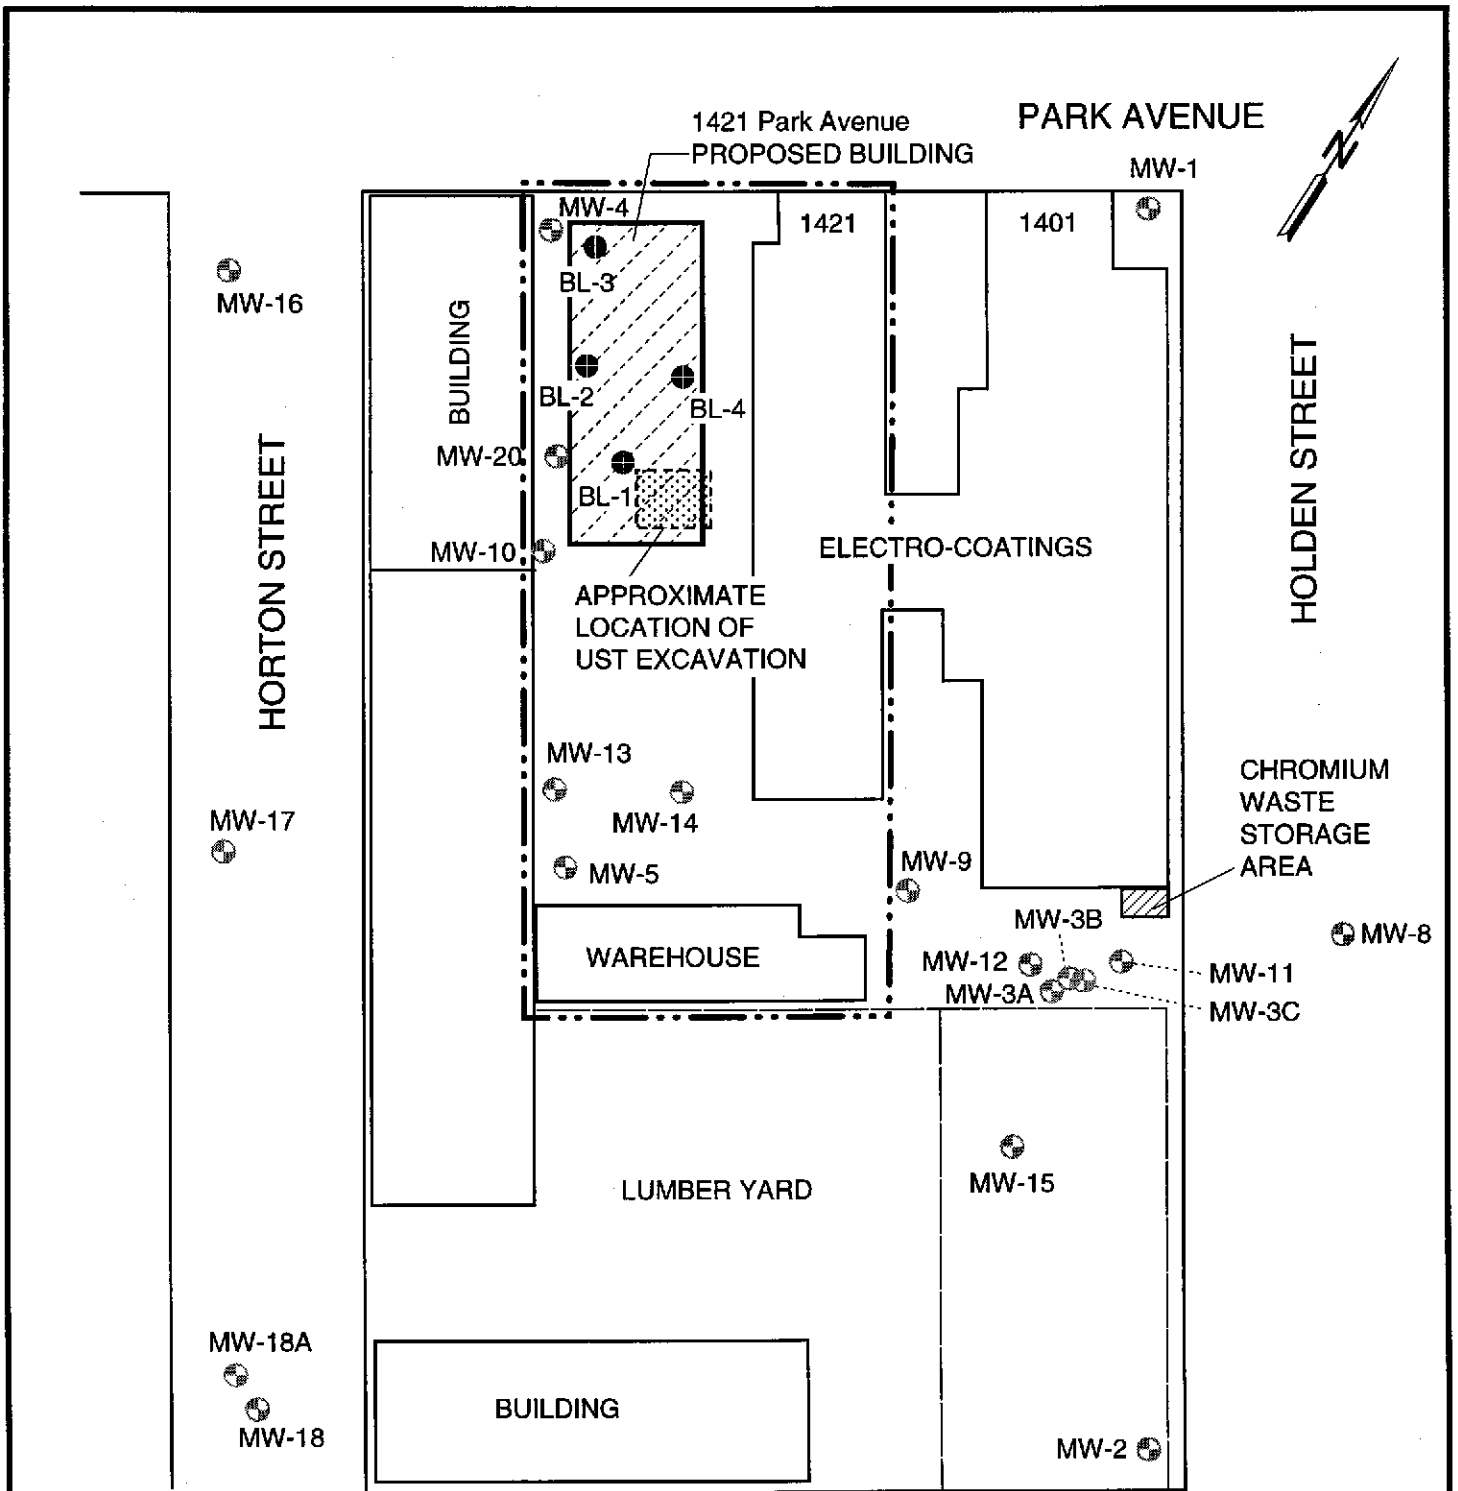 1421 Park Avenue
PROPOSED BUILDING
PARK AVENUE
N
MW-1
MW-4
1421
1401
BL-3
MW-16
BUILDING
BL-2
BL-4
HOLDEN STREET
MW-20
BL-1
HORTON STREET
MW-10
ELECTRO-COATINGS
APPROXIMATE
LOCATION OF
UST EXCAVATION
MW-13
MW-14
CHROMIUM
WASTE
STORAGE
AREA
MW-17
MW-5
MW-9
MW-3B
MW-8
WAREHOUSE
MW-12
MW-11
MW-3A
MW-3C
MW-15
LUMBER YARD
MW-18A
BUILDING
MW-18
MW-2